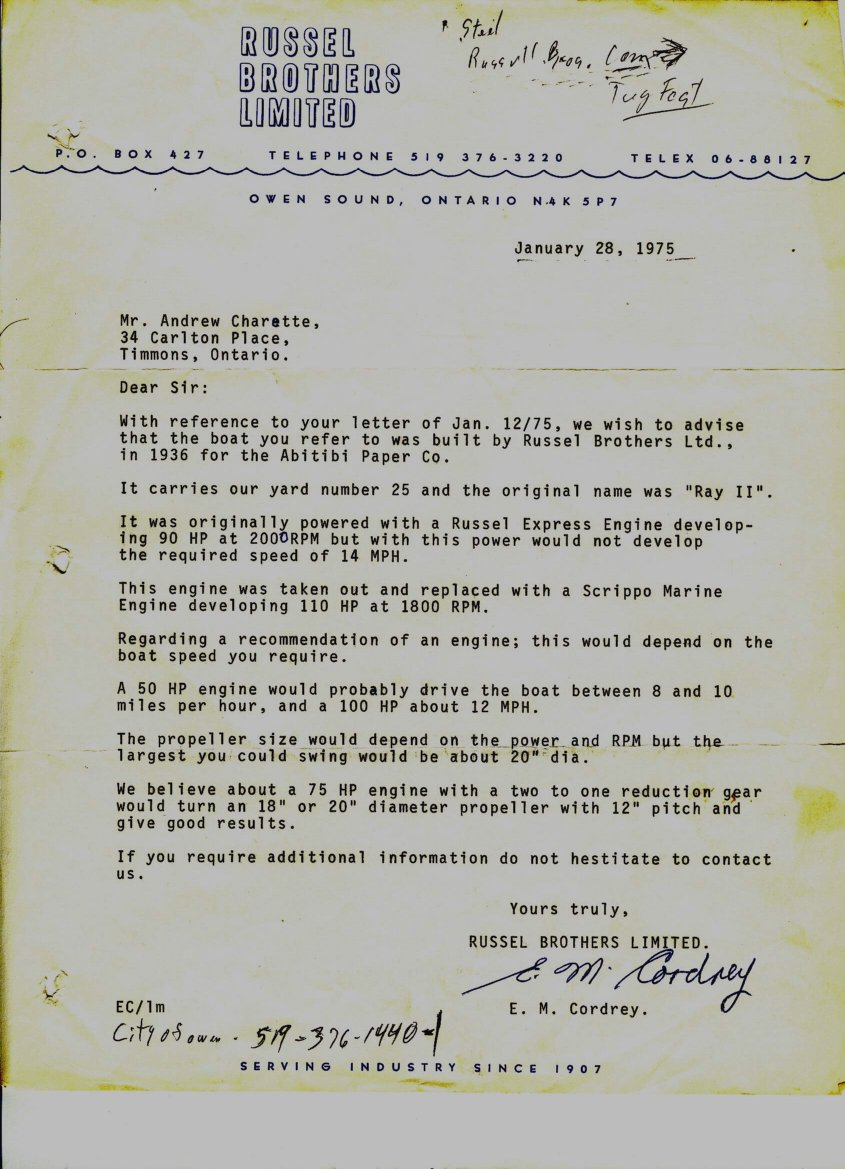 RUSSEL
BROTHERS
LIMITED
Steel
Bros.
Tug Fest
P.O. BOX 427 TELEPHONE 519 376-3220 TELEX 06-88127
OWEN SOUND, ONTARIO N4K 5P7
January 28, 1975
Mr. Andrew Charette,
34 Carlton Place,
Timmons, Ontario.
Dear Sir:
With reference to your letter of Jan. 12/75, we wish to advise
that the boat you refer to was built by Russel Brothers Ltd.,
in 1936 for the Abitibi Paper Co.
It carries our yard number 25 and the original name was "Ray II".
It was originally powered with a Russel Express Engine develop-
ing 90 HP at 2000RPM but with this power would not develop
the required speed of 14 MPH.
This engine was taken out and replaced with a Scrippo Marine
Engine developing 110 HP at 1800 RPM.
Regarding a recommendation of an engine; this would depend on the
boat speed you require.
A 50 HP engine would probably drive the boat between 8 and 10
miles per hour, and a 100 HP about 12 MPH.
The propeller size would depend on the power and RPM but the
largest you could swing would be about 20" dia.
We believe about a 75 HP engine with a two to one reduction gear
would turn an 18" or 20" diameter propeller with 12" pitch and
give good results.
If you require additional information do not hestitate to contact
us.
Yours truly,
RUSSEL BROTHERS LIMITED.
E. M. Cordrey
E. M. Cordrey.
EC/lm
City of Owen - 519-376-1440
SERVING INDUSTRY SINCE 1907